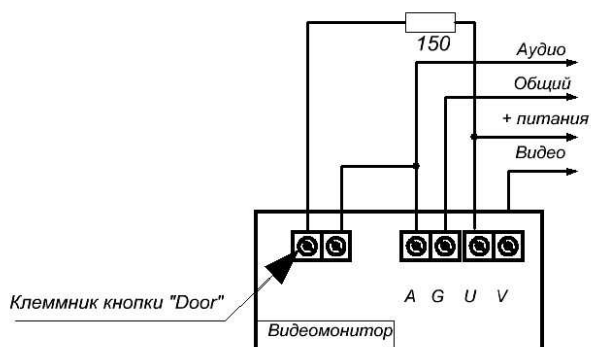 150
Аудио
Общий
+ питания
Видео
A G U V
Клеммник кнопки "Door"
Видеомонитор